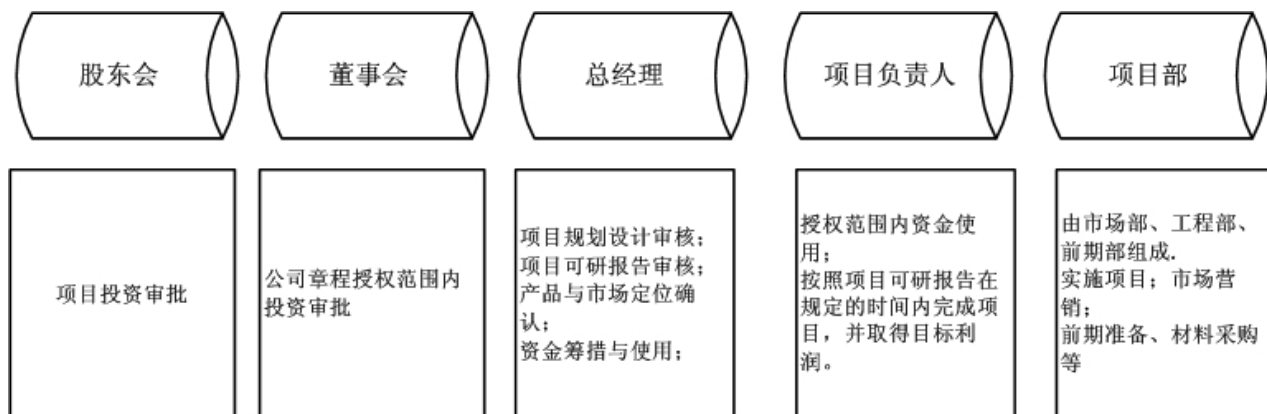 股东会
董事会
总经理
项目负责人
项目部
项目投资审批
公司章程授权范围内
投资审批
项目规划设计审核；
项目可研报告审核；
产品与市场定位确
认；
资金筹措与使用；
授权范围内资金使
用；
按照项目可研报告在
规定的时间内完成项
目，并取得目标利
润。
由市场部、工程部、
前期部组成.
实施项目；市场营
销；
前期准备、材料采购
等